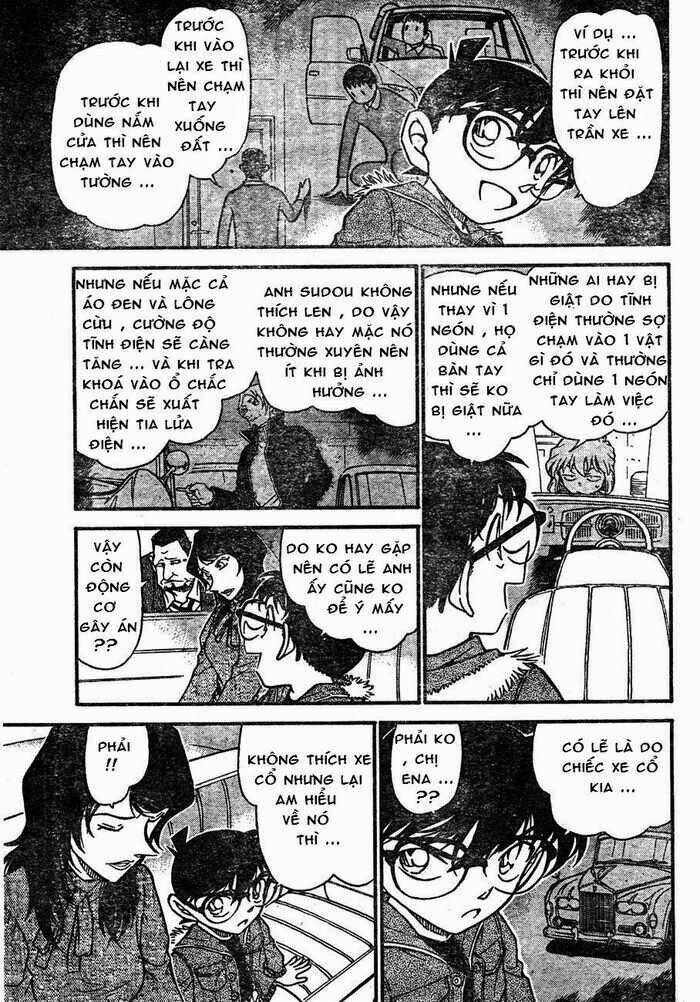 VÍ DỤ ...
TRƯỚC KHI
RA KHỎI
THÌ NÊN ĐẶT
TAY LÊN
TRẦN XE ...
TRƯỚC
KHI VÀO
LẠI XE THÌ
NÊN CHẠM
TAY
XUỐNG
ĐẤT ...
TRƯỚC KHI
DÙNG NẮM
CỬA THÌ NÊN
CHẠM TAY VÀO
TƯỜNG ...
NHỮNG AI HAY BỊ
GIẬT DO TĨNH
ĐIỆN THƯỜNG SỢ
CHẠM VÀO 1 VẬT
GÌ ĐÓ VÀ THƯỜNG
CHỈ DÙNG 1 NGÓN
TAY LÀM VIỆC
ĐÓ ...
NHƯNG NẾU
THAY VÌ 1
NGÓN , HỌ
DÙNG CẢ
BÀN TAY
THÌ SẼ KO
BỊ GIẬT NỮA
...
ANH SUDOU KHÔNG
THÍCH LEN , DO VẬY
KHÔNG HAY MẶC NÓ
THƯỜNG XUYÊN NÊN
ÍT KHI BỊ ẢNH
HƯỞNG ...
NHƯNG NẾU MẶC CẢ
ÁO ĐEN VÀ LÔNG
CỪU , CƯỜNG ĐỘ
TĨNH ĐIỆN SẼ CÀNG
TĂNG ... VÀ KHI TRA
KHOÁ VÀO Ổ CHẮC
CHẮN SẼ XUẤT
HIỆN TIA LỬA
ĐIỆN ...
DO KO HAY GẶP
NÊN CÓ LẼ ANH
ẤY CŨNG KO
ĐỂ Ý MẤY
...
VẬY
CÒN
ĐỘNG
CƠ
GÂY ÁN
??
CÓ LẼ LÀ DO
CHIẾC XE CỔ
KIA ...
PHẢI KO
, CHỊ
ENA ...
??
KHÔNG THÍCH XE
CỔ NHƯNG LẠI
AM HIỂU
VỀ NÓ
THÌ ...
PHẢI
!!